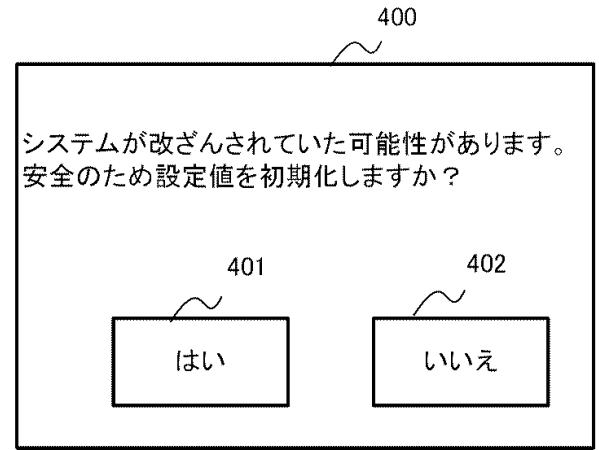 400
システムが改ざんされていた可能性があります。
安全のため設定値を初期化しますか？
401
402
はい
いいえ